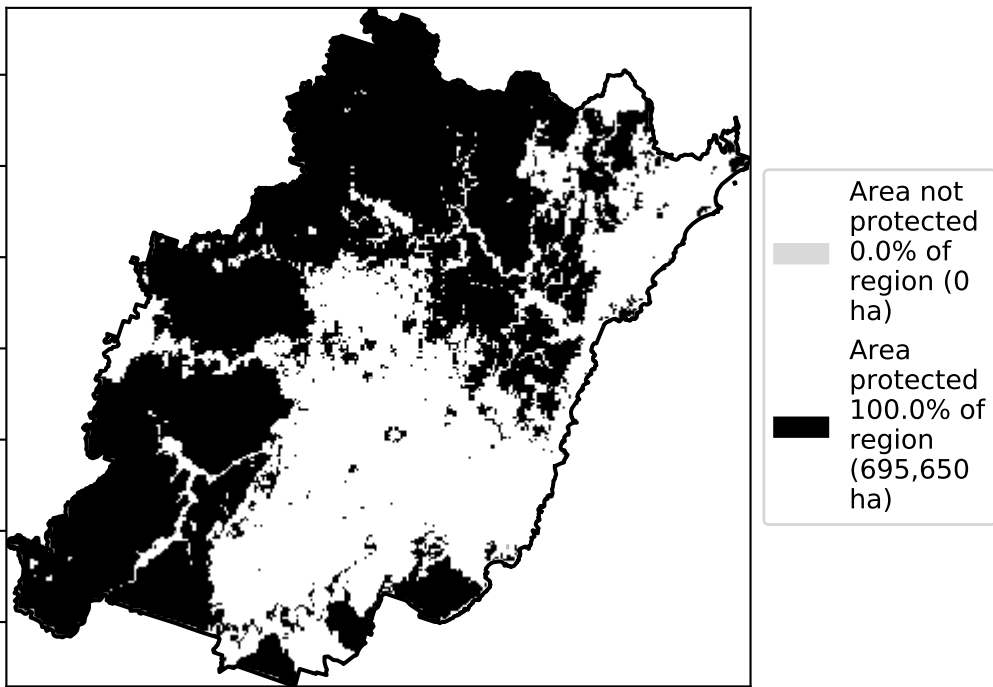 Area not
protected
0.0% of
region (0
ha)
Area
protected
100.0% of
region
(695,650
ha)